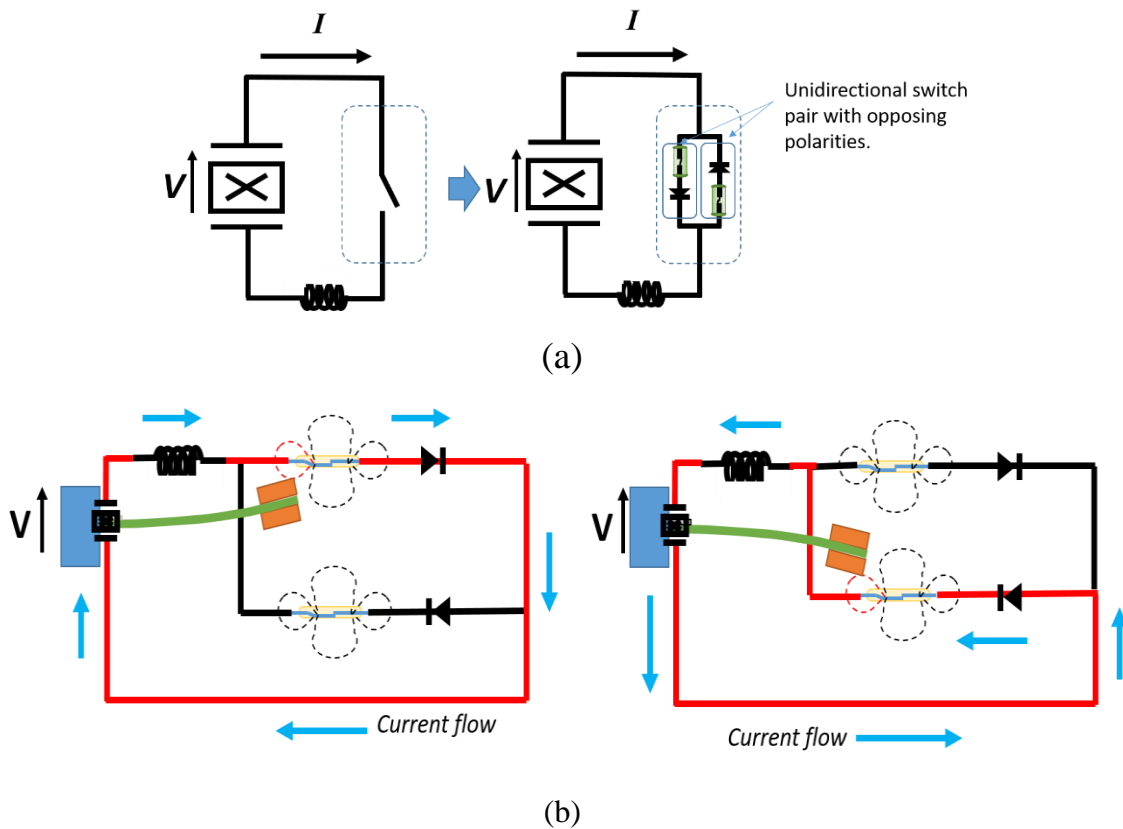 I
I
Unidirectional switch
pair with opposing
polarities.
V
V
(a)
V
V
Current flow
Current flow
(b)